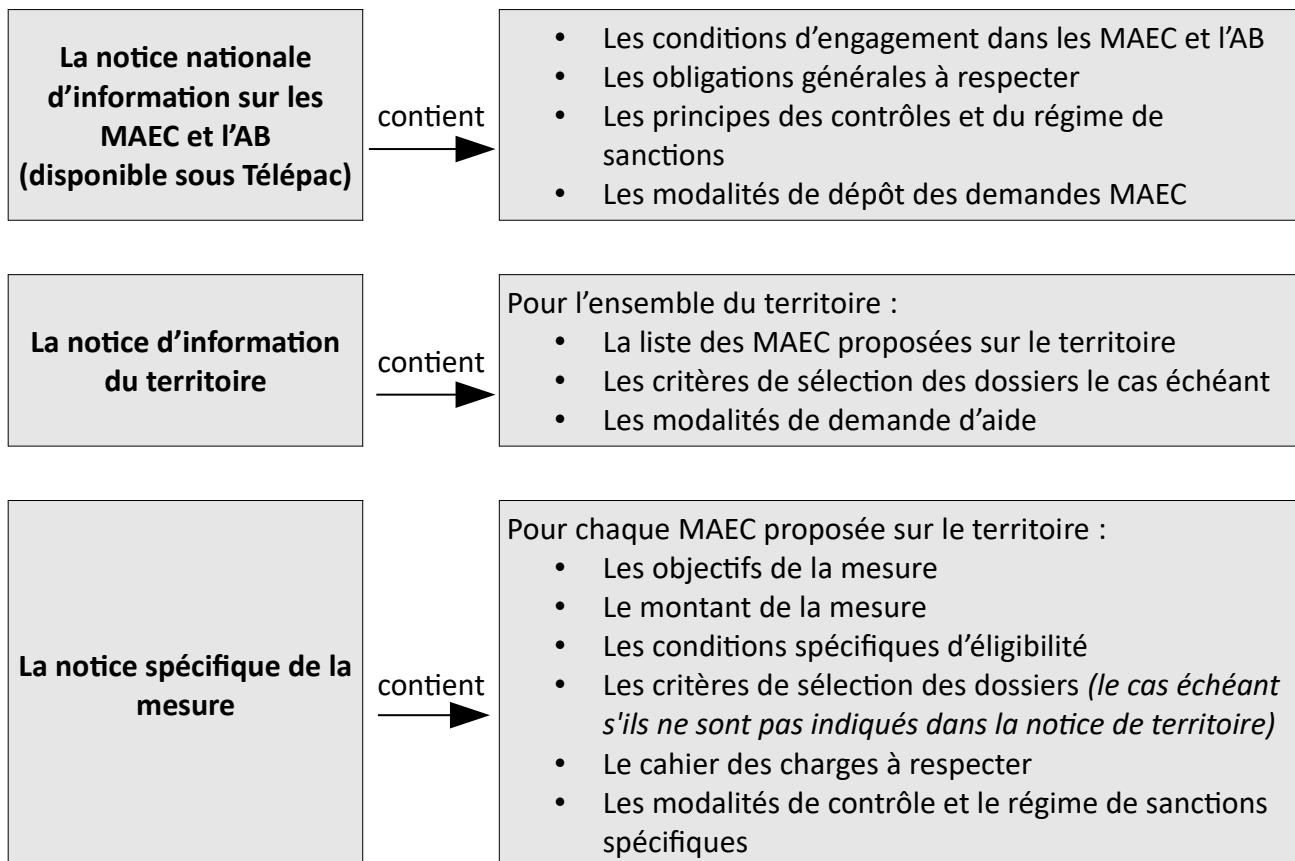 La notice nationale
d’information sur les
MAEC et l’AB
(disponible sous Télépac)
contient
• Les conditions d’engagement dans les MAEC et l’AB
• Les obligations générales à respecter
• Les principes des contrôles et du régime de
sanctions
• Les modalités de dépôt des demandes MAEC
La notice d’information
du territoire
contient
Pour l’ensemble du territoire :
• La liste des MAEC proposées sur le territoire
• Les critères de sélection des dossiers le cas échéant
• Les modalités de demande d’aide
La notice spécifique de la
mesure
contient
Pour chaque MAEC proposée sur le territoire :
• Les objectifs de la mesure
• Le montant de la mesure
• Les conditions spécifiques d’éligibilité
• Les critères de sélection des dossiers (le cas échéant
s'ils ne sont pas indiqués dans la notice de territoire)
• Le cahier des charges à respecter
• Les modalités de contrôle et le régime de sanctions
spécifiques